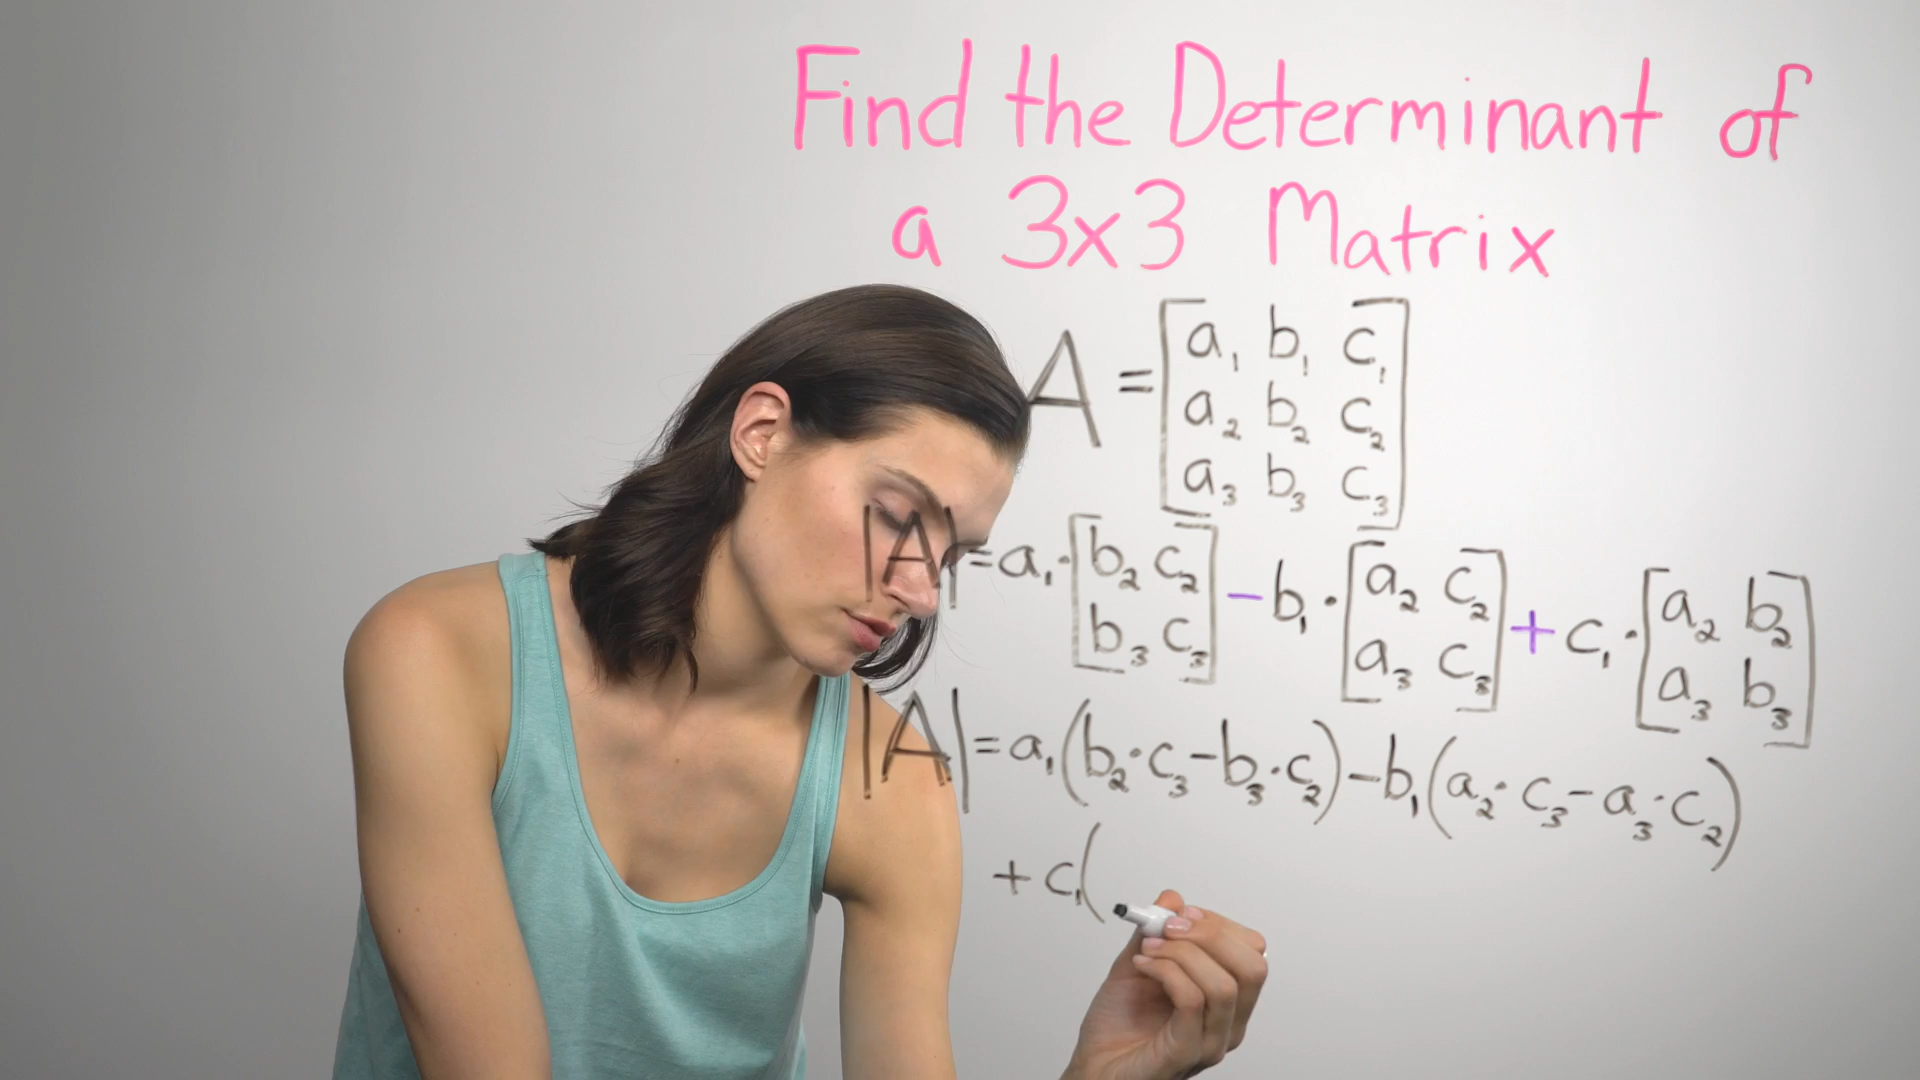 Find the Determinant of
a 3x3 Matrix
A = [a₁ b₁ c₁
a₂ b₂ c₂
a₃ b₃ c₃]
|A| = a₁·[b₂ c₂ − b₁·[a₂ c₂ + c₁·[a₂ b₂
b₃ c₃] a₃ c₃] a₃ b₃]
|A| = a₁(b₂·c₃−b₃·c₂)−b₁(a₂·c₃−a₃·c₂)
+ c₁(